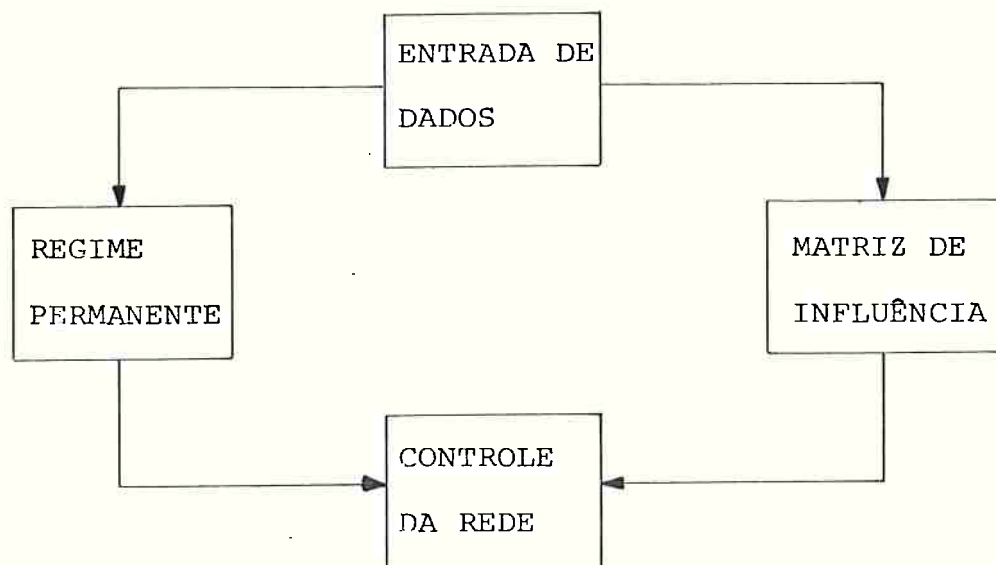 ENTRADA DE
DADOS
REGIME
PERMANENTE
MATRIZ DE
INFLUÊNCIA
CONTROLE
DA REDE